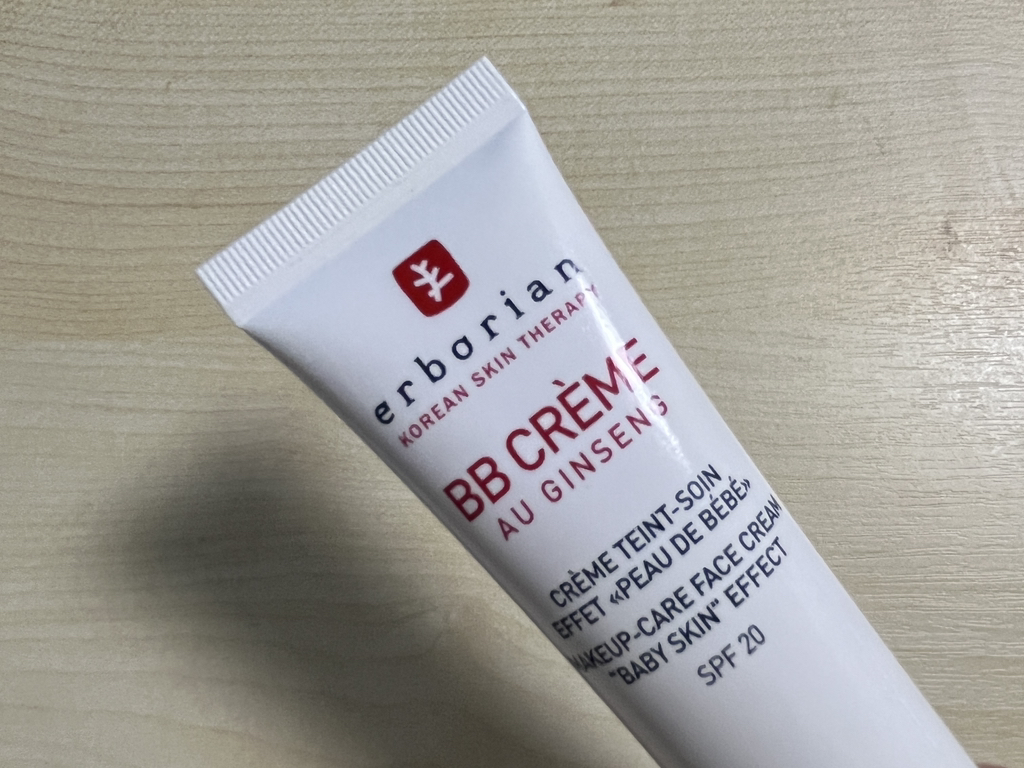 erborian
KOREAN SKIN THERAPY
BB CRÈME
AU GINSENG
CRÈME TEINT-SOIN
EFFET «PEAU DE BÉBÉ»
MAKEUP-CARE FACE CREAM
"BABY SKIN" EFFECT
SPF 20